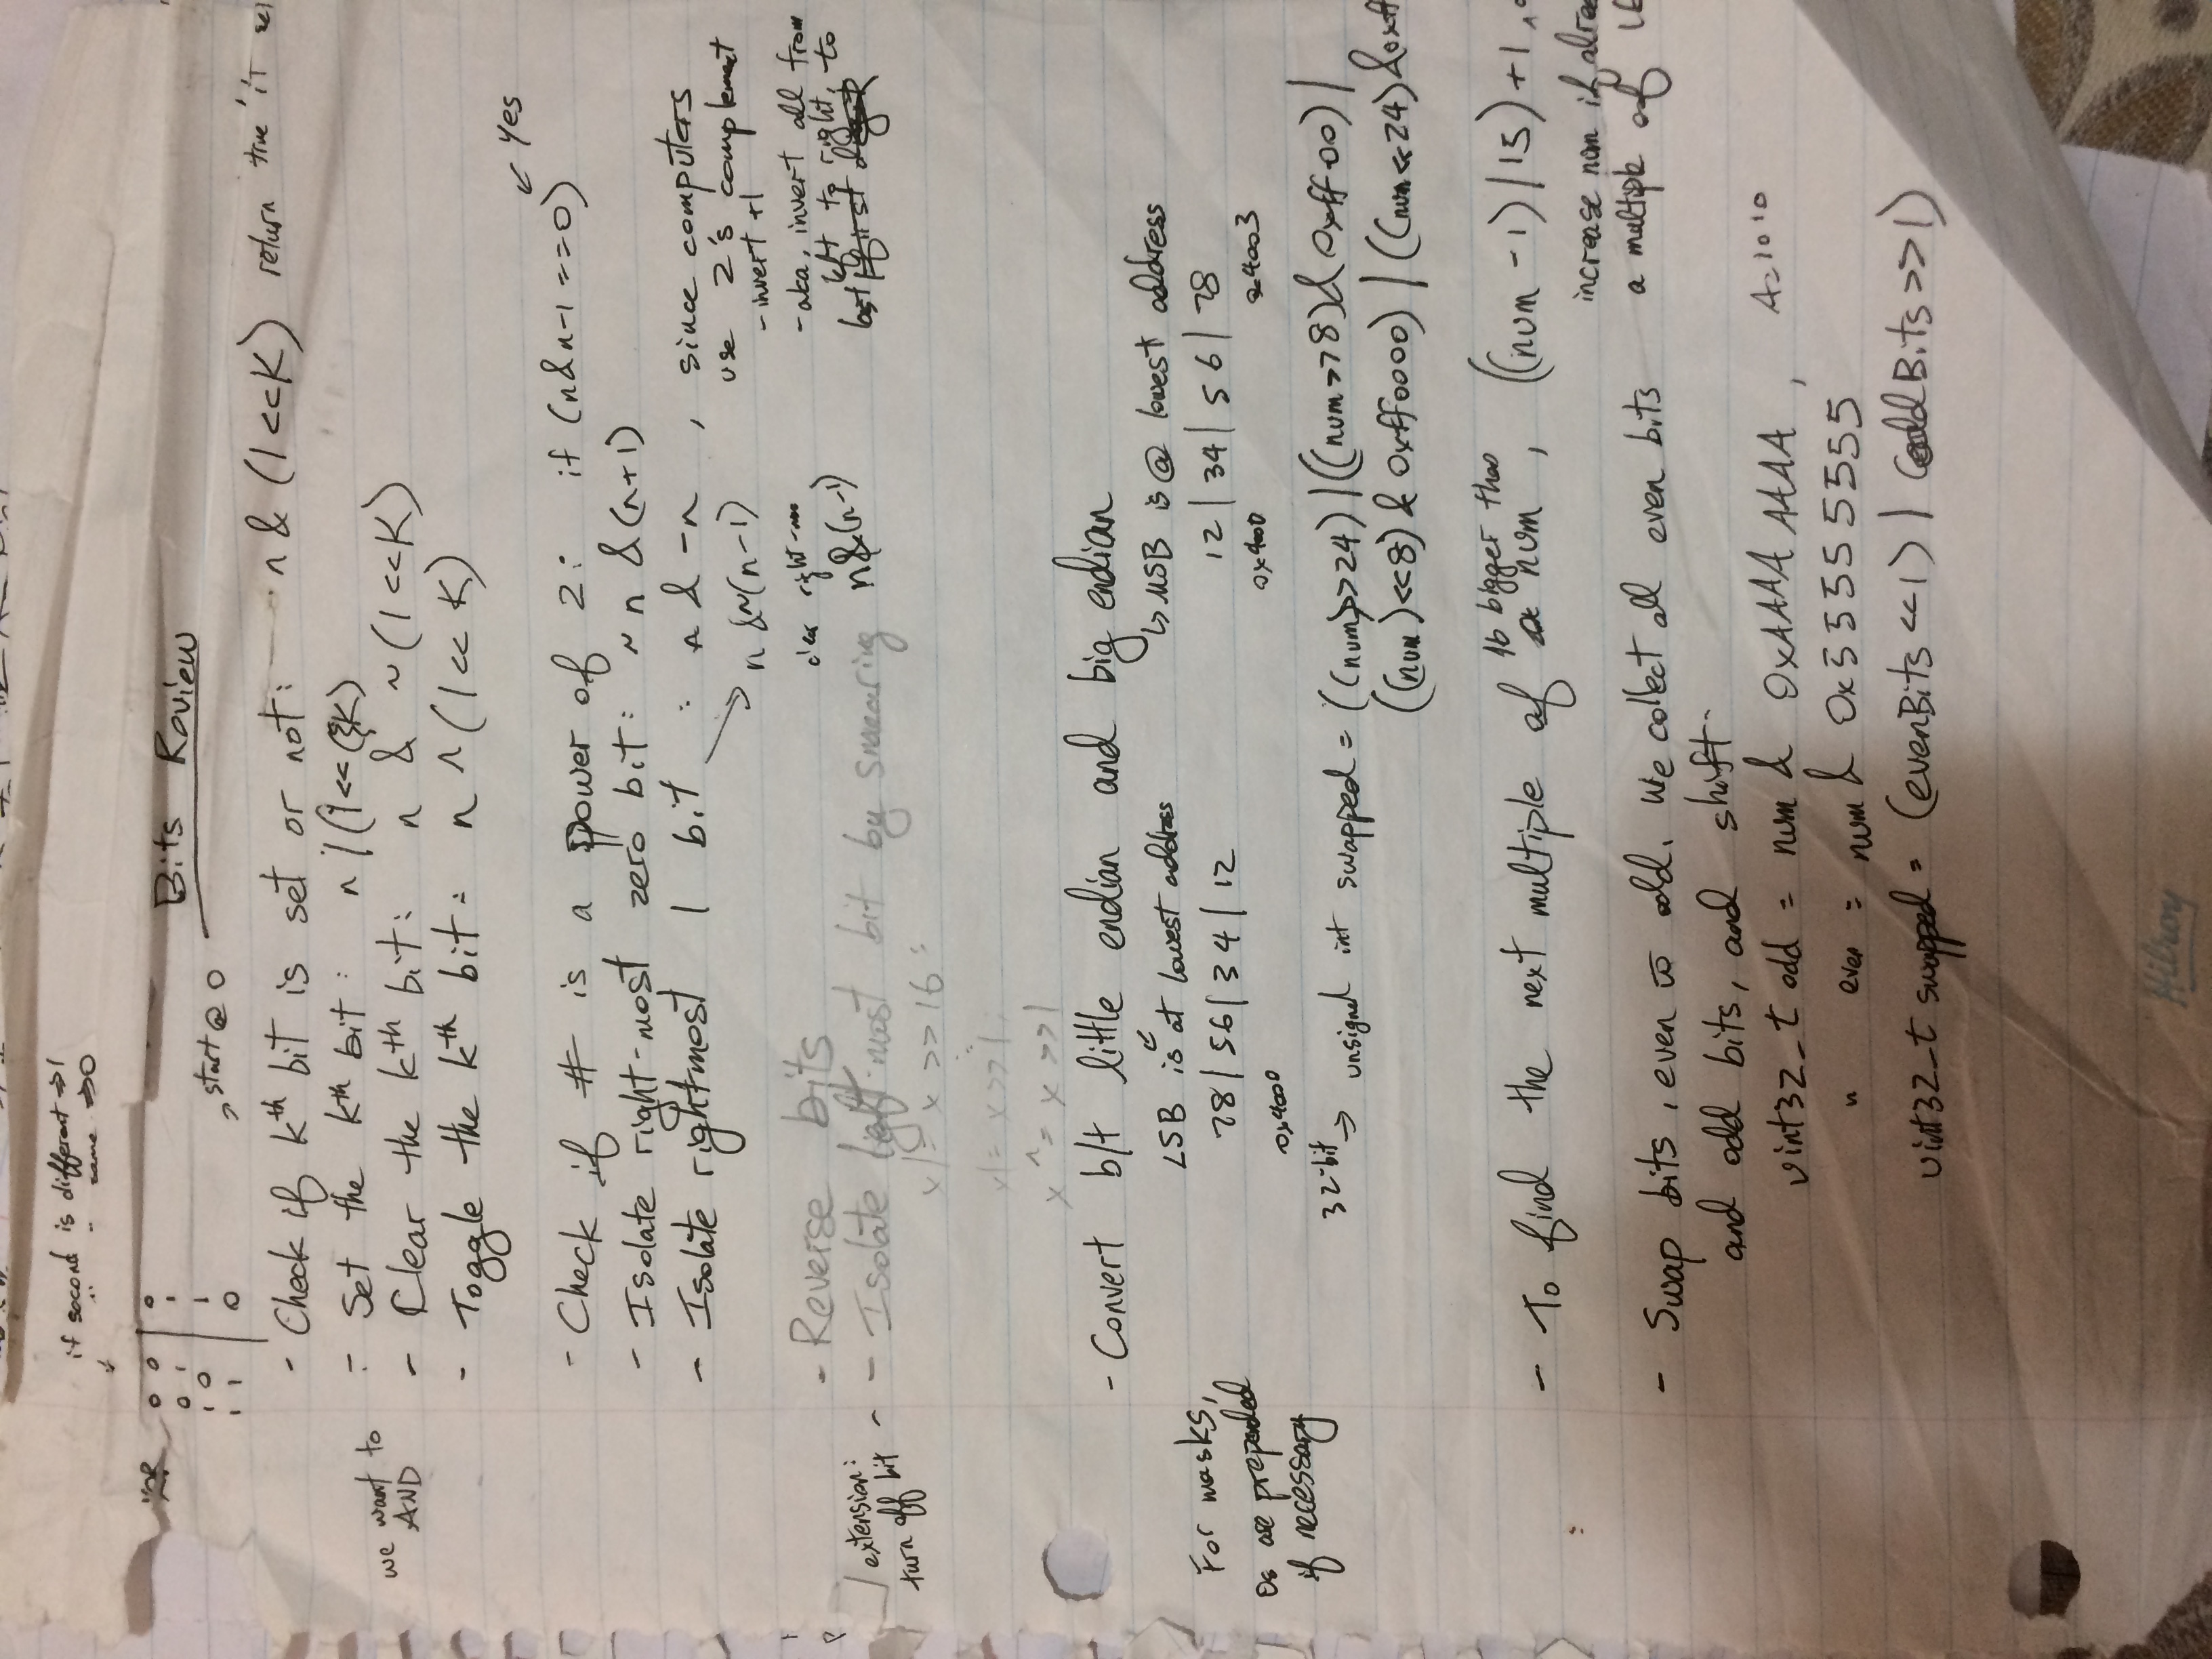 if second is different => 1
" " same => 0
XOR
0 0 | 0
0 1 | 1
1 0 | 1
1 1 | 0
Bits Review
start @ 0
- Check if kth bit is set or not: n & (1<<K) return true if set
- Set the kth bit: n | (1<<K)
we want to
AND
- Clear the kth bit: n & ~(1<<K)
- Toggle the kth bit: n ^ (1<<K)
Yes
- Check if # is a power of 2: if (n&n-1==0)
- Isolate right-most zero bit: ~n &(n+1)
- Isolate rightmost 1 bit : n & -n , since computers
use 2's complement
n &~(n-1)
- invert +1
clear right-mos
- aka, invert all from
left to right, to
last first digit
n&(n-1)
- Reverse bits
extension:
turn off bit
- Isolate left-most bit by smearing
x|= x >>16;
:
x|= x>>1;
x ^= x >>1
- Convert b/t little endian and big endian
LSB is at lowest address
MSB is @ lowest address
78 | 56 | 34 | 12
12 | 34 | 56 | 78
0x4000
0x4000
0x4003
For masks,
0s are prepended
if necessary
32-bit → unsigned int swapped = ((num)>>24) | ((num>>8)& 0xff00) |
((num)<<8) & 0xff0000) | ((num<<24) &0xff
- To find the next multiple of 16 bigger than num, ((num - 1) | 15) + 1,
increase num if alrea
a multiple of 16
- Swap bits, even to odd. We collect all even bits
and odd bits, and shift.
uint32_t odd = num & 0xAAAA AAAA, A=1010
" even = num & 0x55555555
uint32_t swapped = (evenBits <<1) | (oddBits >>1)
Hilroy